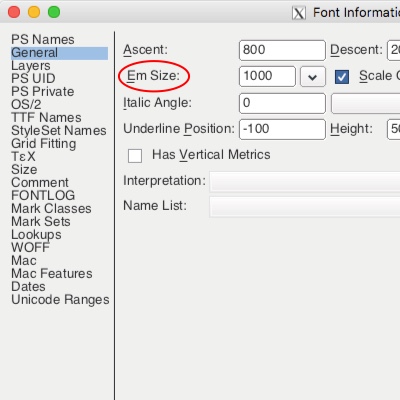 Font Informatio
PS Names
General
Layers
PS UID
PS Private
OS/2
TTF Names
StyleSet Names
Grid Fitting
TεX
Size
Comment
FONTLOG
Mark Classes
Mark Sets
Lookups
WOFF
Mac
Mac Features
Dates
Unicode Ranges
Ascent: 800 Descent: 20
Em Size: 1000 Scale
Italic Angle: 0
Underline Position: -100 Height: 50
Has Vertical Metrics
Interpretation:
Name List: